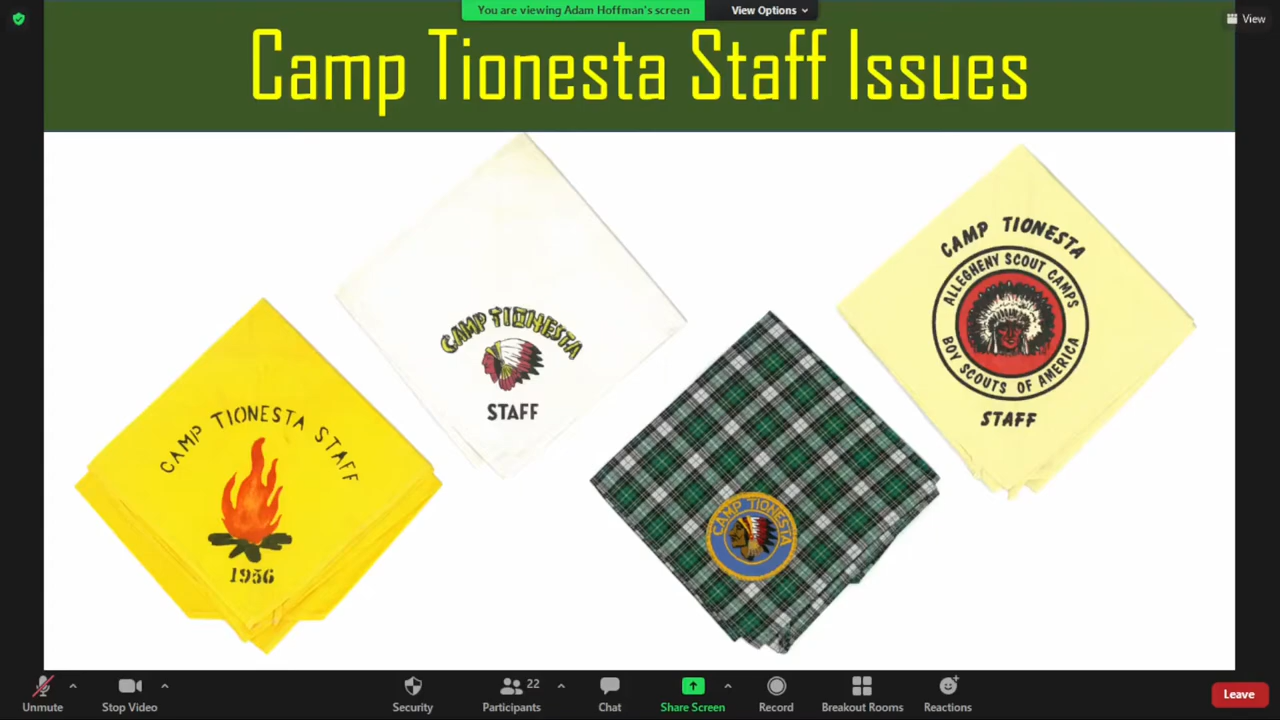 You are viewing Adam Hoffman's screen
View Options
View
Camp Tionesta Staff Issues
CAMP TIONESTA STAFF
1956
CAMP TIONESTA
STAFF
CAMP TIONESTA
CAMP TIONESTA
ALLEGHENY SCOUT CAMPS
BOY SCOUTS OF AMERICA
STAFF
Unmute
Stop Video
Security
22
Participants
Chat
Share Screen
Record
Breakout Rooms
Reactions
Leave